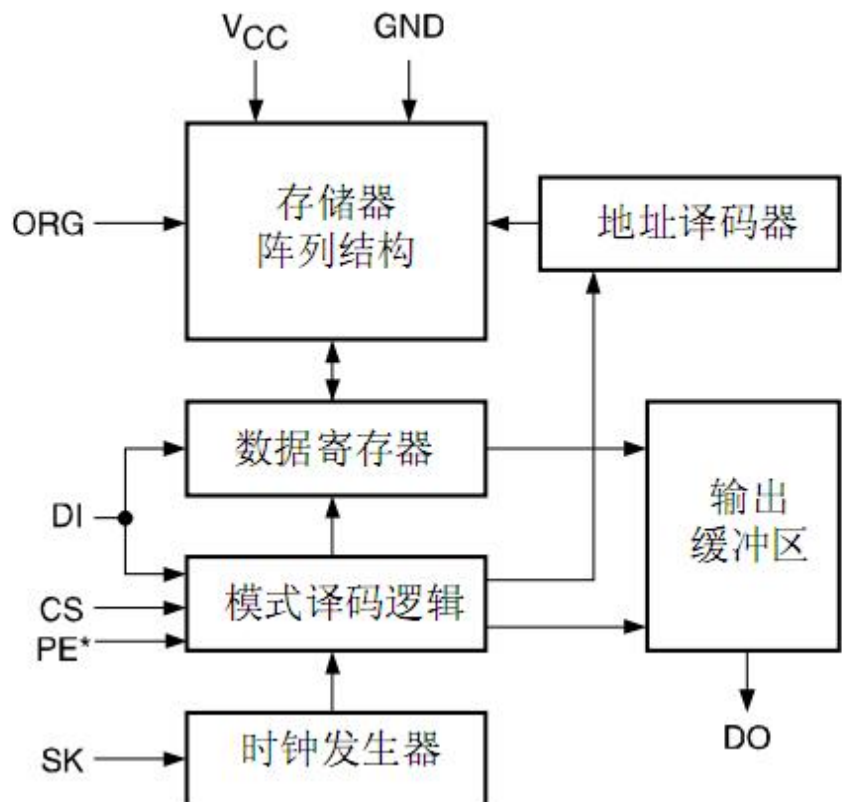 VCC
GND
ORG
存储器
阵列结构
地址译码器
数据寄存器
DI
输出
缓冲区
模式译码逻辑
CS
PE*
SK
时钟发生器
DO